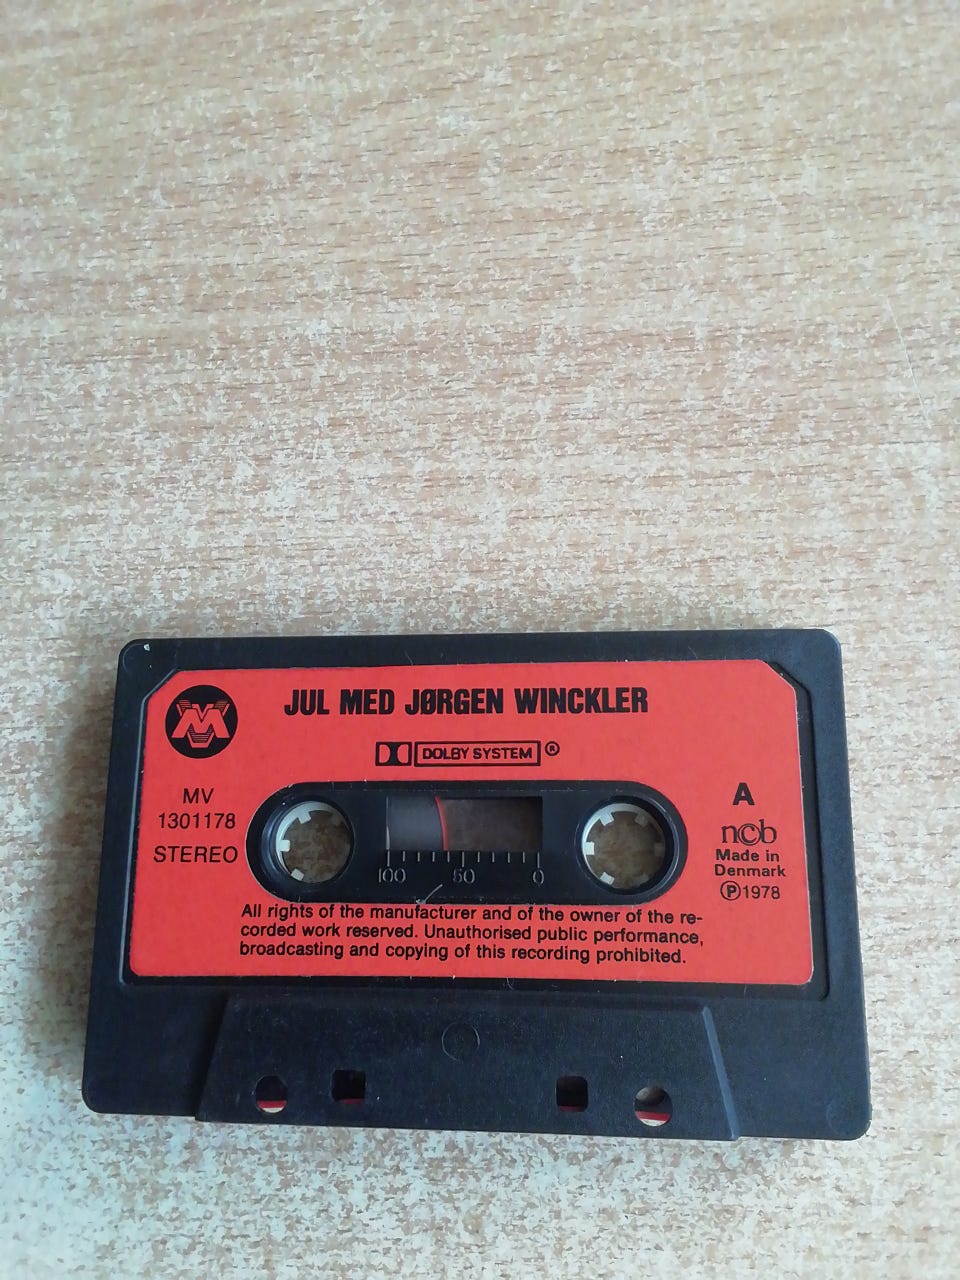 JUL MED JØRGEN WINCKLER
DOLBY SYSTEM ®
MV
1301178
STEREO
A
ncb
Made in
Denmark
Ⓟ1978
100 50 0
All rights of the manufacturer and of the owner of the re-
corded work reserved. Unauthorised public performance,
broadcasting and copying of this recording prohibited.